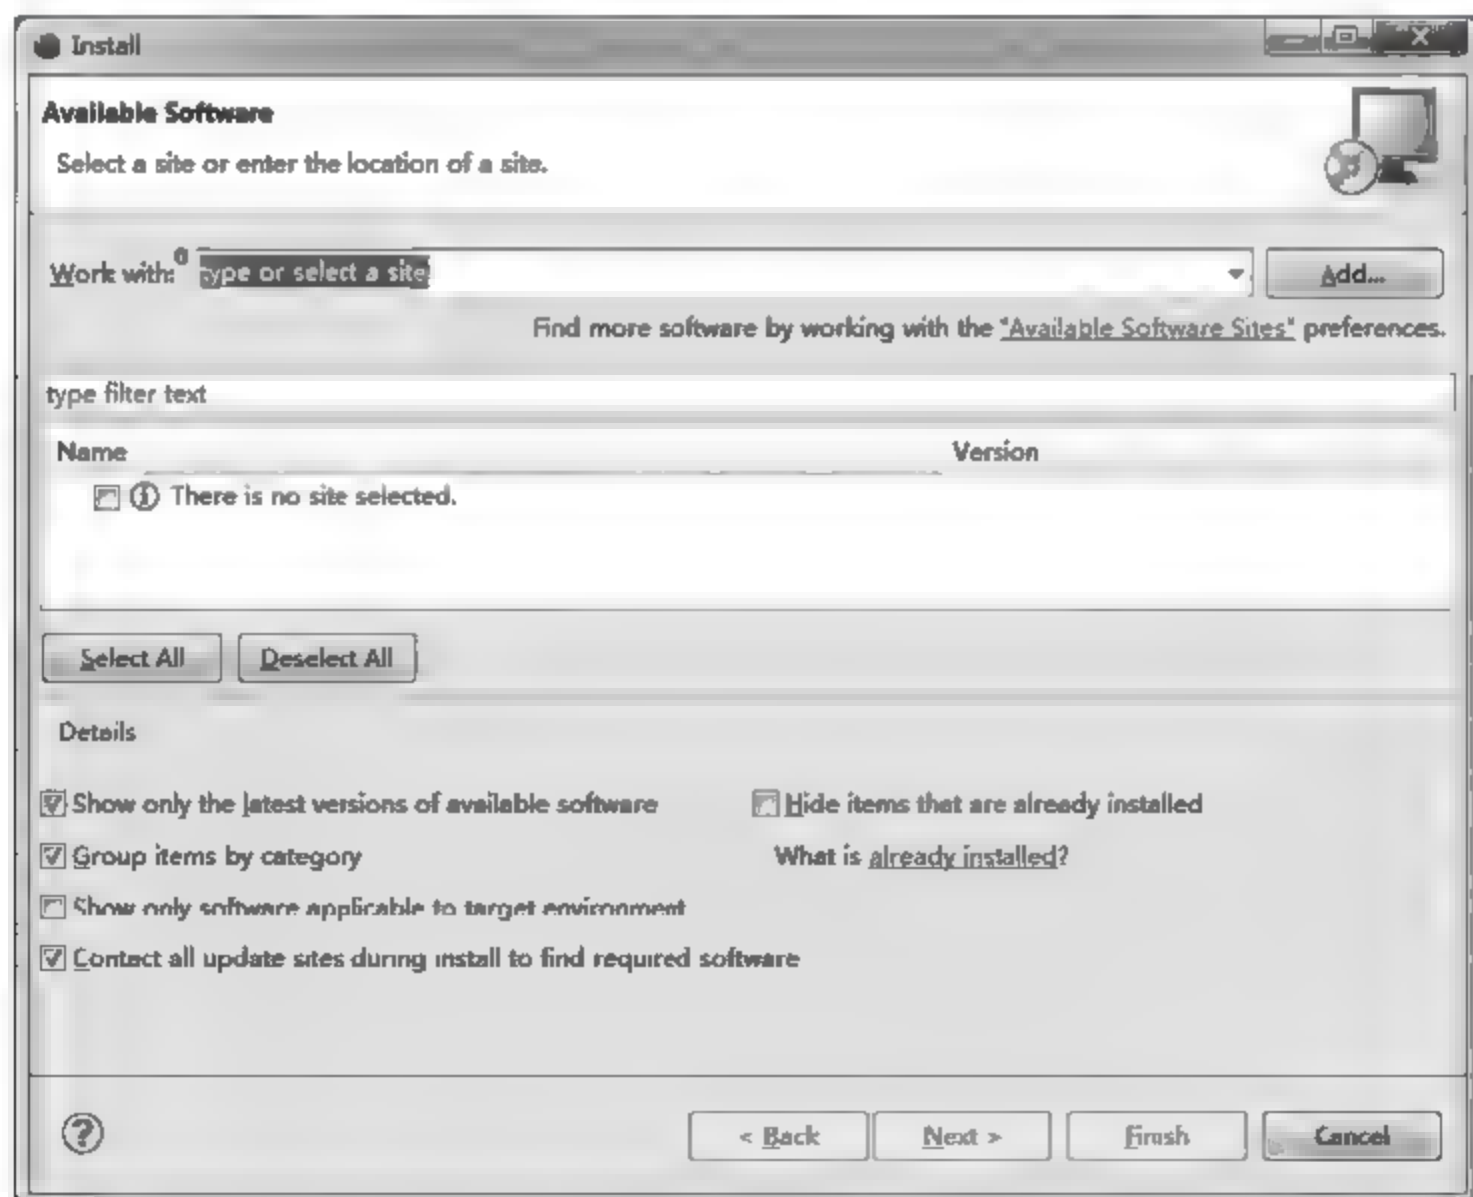 Install
Available Software
Select a site or enter the location of a site.
Work with: type or select a site Add...
Find more software by working with the "Available Software Sites" preferences.
type filter text
Name Version
There is no site selected.
Select All Deselect All
Details
Show only the latest versions of available software Hide items that are already installed
Group items by category What is already installed?
Show only software applicable to target environment
Contact all update sites during install to find required software
? < Back Next > Finish Cancel